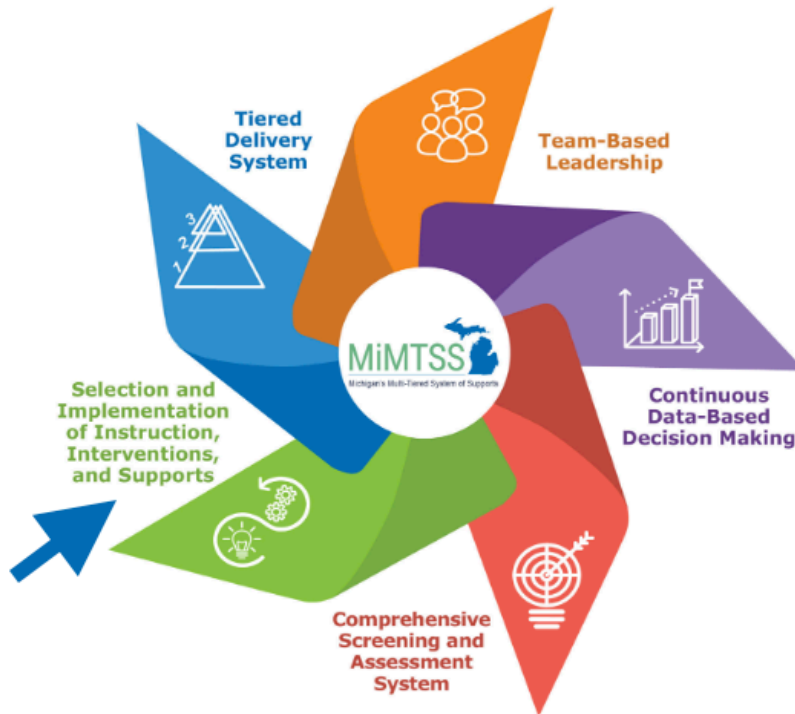 Tiered
Delivery
System
Team-Based
Leadership
3
2
1
MiMTSS
Michigan's Multi-Tiered System of Supports
Selection and
Implementation
of Instruction,
Interventions,
and Supports
Continuous
Data-Based
Decision Making
Comprehensive
Screening and
Assessment
System